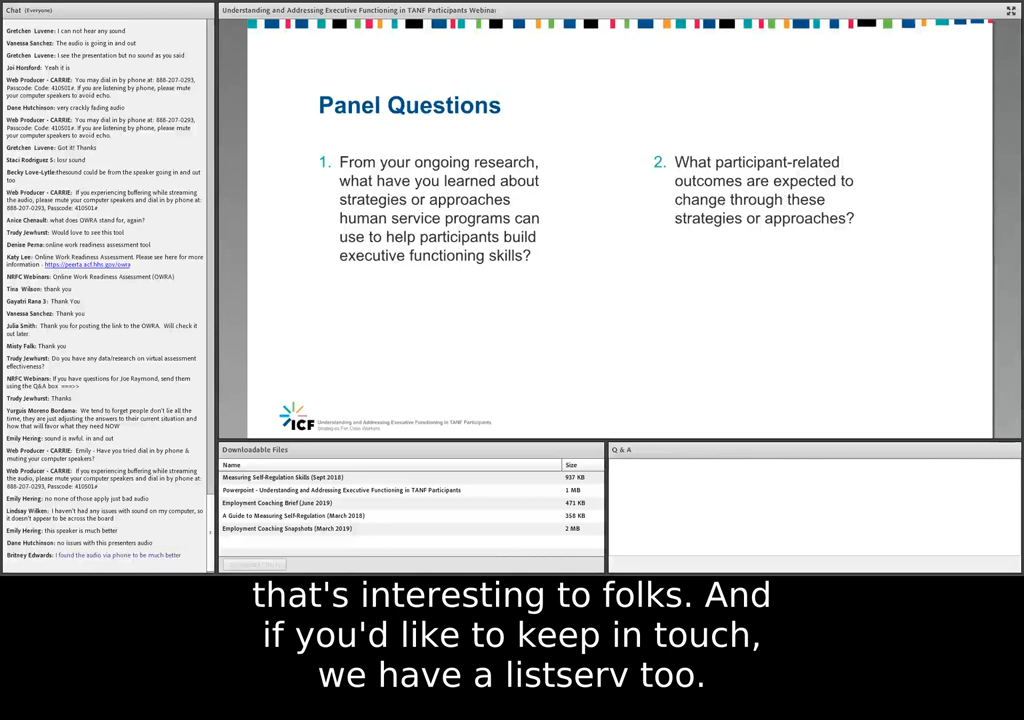 Chat (Everyone)
Gretchen Luvene: I can not hear any sound
Vanessa Sanchez: The audio is going in and out
Gretchen Luvene: I see the presentation but no sound as you said
Joi Horsford: Yeah it is
Web Producer - CARRIE: You may dial in by phone at: 888-207-0293,
Passcode: Code: 410501#. If you are listening by phone, please mute
your computer speakers to avoid echo.
Dane Hutchinson: very crackly fading audio
Web Producer - CARRIE: You may dial in by phone at: 888-207-0293,
Passcode: Code: 410501#. If you are listening by phone, please mute
your computer speakers to avoid echo.
Gretchen Luvene: Got it! Thanks
Staci Rodriguez S: losr sound
Becky Love-Lytle:thesound could be from the speaker going in and out
too
Web Producer - CARRIE: If you experiencing buffering while streaming
the audio, please mute your computer speakers and dial in by phone at:
888-207-0293, Passcode: 410501#
Anice Chenault: what does OWRA stand for, again?
Trudy Jewhurst: Would love to see this tool
Denise Perna: online work readiness assessment tool
Katy Lee: Online Work Readiness Assessment. Please see here for more
information - https://peerta.acf.hhs.gov/owra
NRFC Webinars: Online Work Readiness Assessment (OWRA)
Tina Wilson: thank you
Gayatri Rana 3: Thank You
Vanessa Sanchez: Thank you
Julia Smith: Thank you for posting the link to the OWRA. Will check it
out later.
Misty Falk: Thank you
Trudy Jewhurst: Do you have any data/research on virtual assessment
effectiveness?
NRFC Webinars: If you have questions for Joe Raymond, send them
using the Q&A box ===>>
Trudy Jewhurst: Thanks
Yurguis Moreno Bordama: We tend to forget people don't lie all the
time, they are just adjusting the answers to their current situation and
how that will favor what they need NOW
Emily Hering: sound is awful. in and out
Web Producer - CARRIE: Emily - Have you tried dial in by phone &
muting your computer speakers?
Web Producer - CARRIE: If you experiencing buffering while streaming
the audio, please mute your computer speakers and dial in by phone at:
888-207-0293, Passcode: 410501#
Emily Hering: no none of those apply just bad audio
Lindsay Wilken: I haven't had any issues with sound on my computer, so
it doesn't appear to be across the board
Emily Hering: this speaker is much better
Dane Hutchinson: no issues with this presenters audio
Britney Edwards: I found the audio via phone to be much better
Understanding and Addressing Executive Functioning in TANF Participants Webinar
Panel Questions
1. From your ongoing research,
what have you learned about
strategies or approaches
human service programs can
use to help participants build
executive functioning skills?
2. What participant-related
outcomes are expected to
change through these
strategies or approaches?
ICF
Understanding and Addressing Executive Functioning in TANF Participants
Strategies For Case Workers
Downloadable Files
Name Size
Measuring Self-Regulation Skills (Sept 2018) 937 KB
Powerpoint - Understanding and Addressing Executive Functioning in TANF Participants 1 MB
Employment Coaching Brief (June 2019) 471 KB
A Guide to Measuring Self-Regulation (March 2018) 358 KB
Employment Coaching Snapshots (March 2019) 2 MB
Q & A
that's interesting to folks. And
if you'd like to keep in touch,
we have a listserv too.